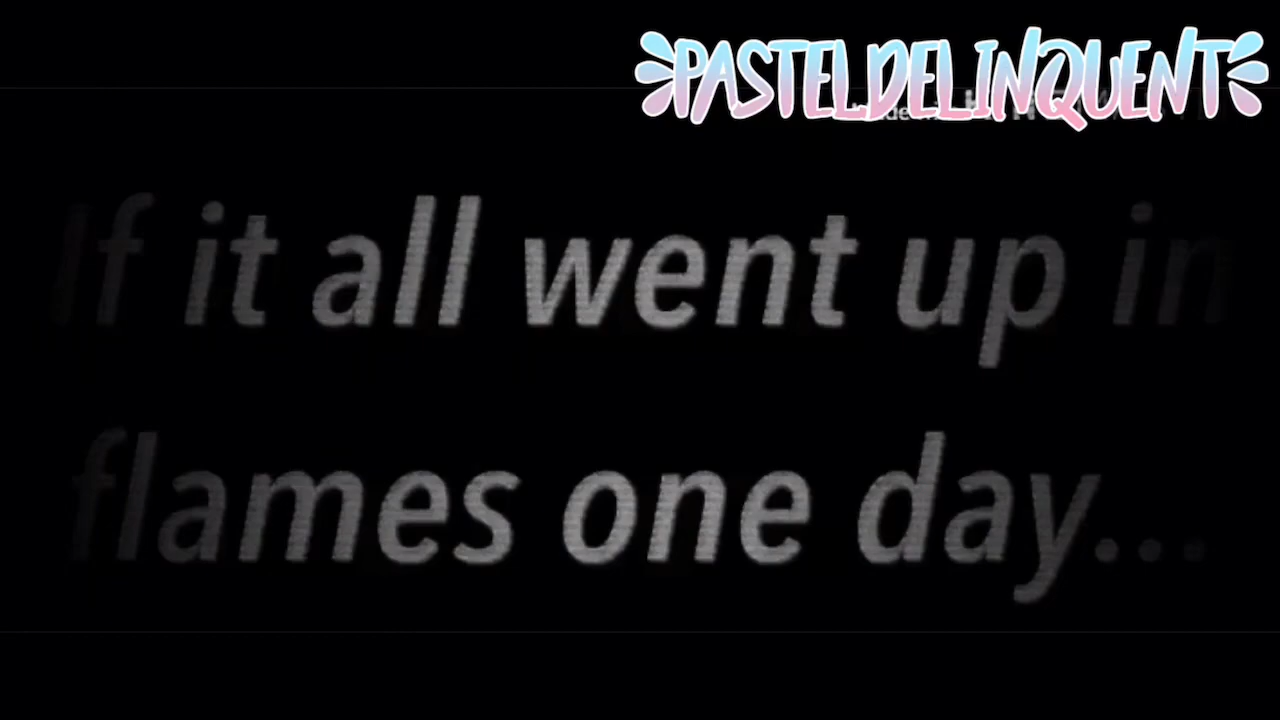 PASTELDELINQUENT
If it all went up in
flames one day...